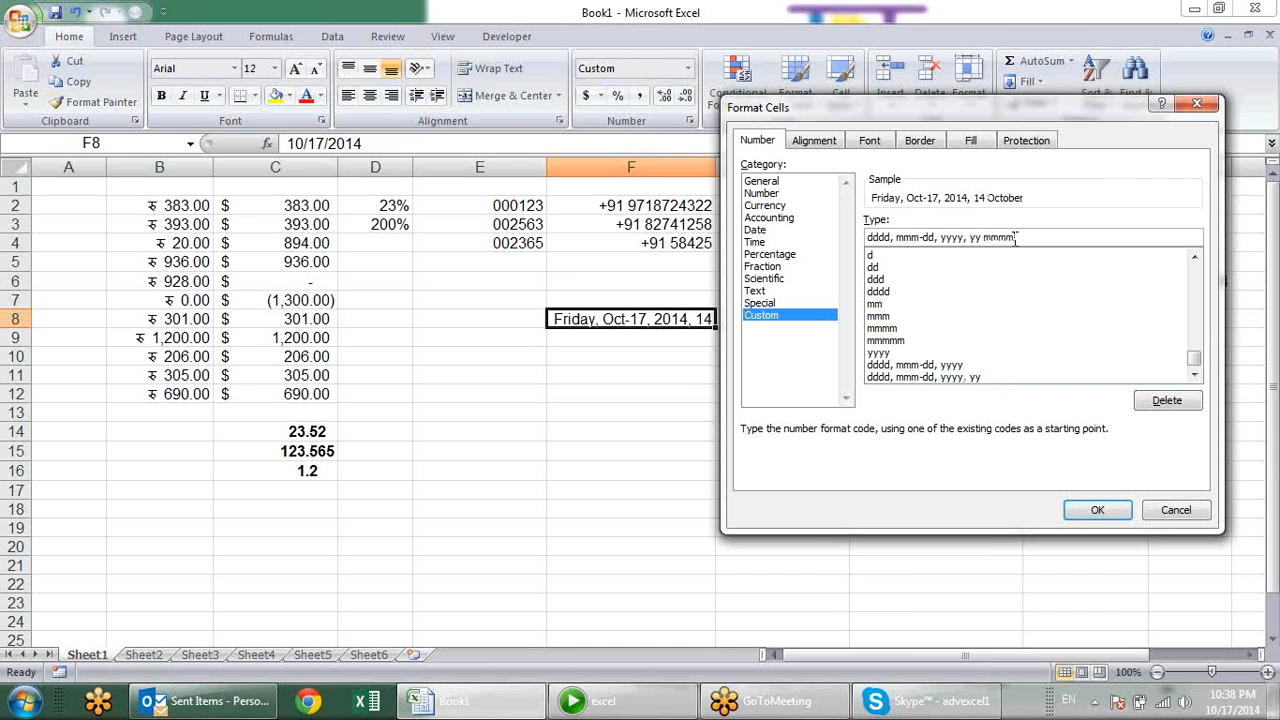 Book1 - Microsoft Excel
Home Insert Page Layout Formulas Data Review View Developer
Paste
Cut
Copy
Format Painter
Clipboard
Arial 12
B I U
Font
Wrap Text
Merge & Center
Alignment
Custom
$ % ,
Number
Conditional Format Cell
Insert Delete Format
AutoSum
Fill
Sort & Find &
F8 fx 10/17/2014
A B C D E F
1
2 रु 383.00 $ 383.00 23% 000123 +91 9718724322
3 रु 393.00 $ 393.00 200% 002563 +91 82741258
4 रु 20.00 $ 894.00 002365 +91 58425
5 रु 936.00 $ 936.00
6 रु 928.00 $ -
7 रु 0.00 $ (1,300.00)
8 रु 301.00 $ 301.00 Friday, Oct-17, 2014, 14
9 रु 1,200.00 $ 1,200.00
10 रु 206.00 $ 206.00
11 रु 305.00 $ 305.00
12 रु 690.00 $ 690.00
13
14 23.52
15 123.565
16 1.2
17
18
19
20
21
22
23
24
25
Format Cells
Number Alignment Font Border Fill Protection
Category:
General
Number
Currency
Accounting
Date
Time
Percentage
Fraction
Scientific
Text
Special
Custom
Sample
Friday, Oct-17, 2014, 14 October
Type:
dddd, mmm-dd, yyyy, yy mmmm
d
dd
ddd
dddd
mm
mmm
mmmm
mmmmm
yyyy
dddd, mmm-dd, yyyy
dddd, mmm-dd, yyyy, yy
Delete
Type the number format code, using one of the existing codes as a starting point.
OK Cancel
Sheet1 Sheet2 Sheet3 Sheet4 Sheet5 Sheet6
Ready 100%
Sent Items - Perso... Book1 excel GoToMeeting Skype™ - advexcel1 EN
10:38 PM
10/17/2014